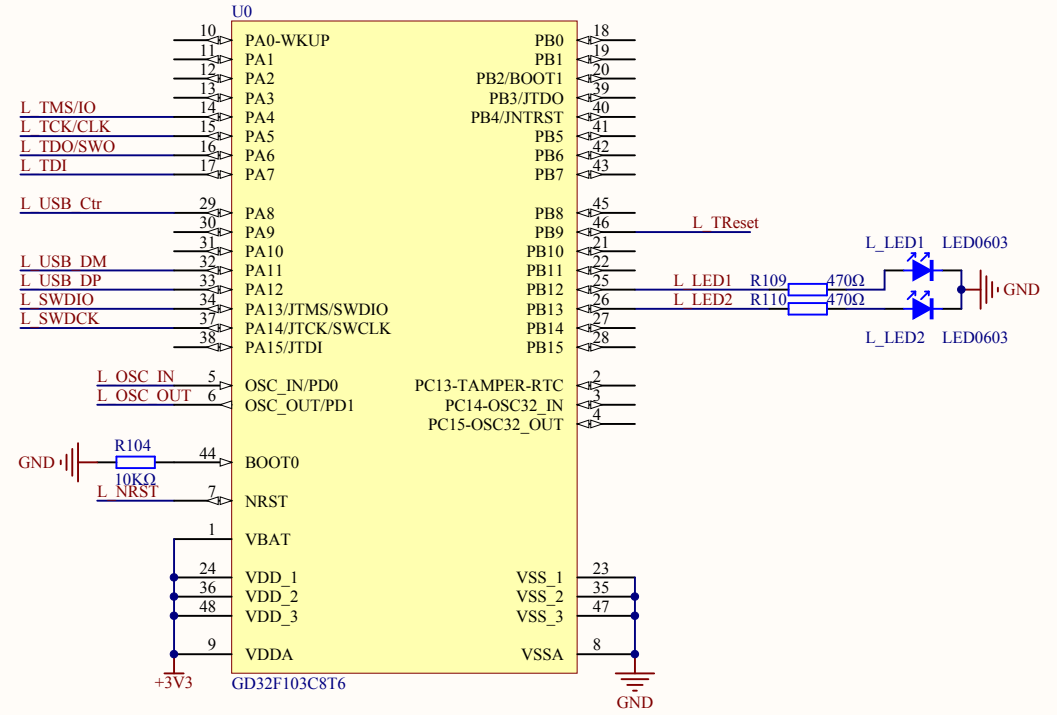 U0
10 PA0-WKUP PB0 18
11 PA1 PB1 19
12 PA2 PB2/BOOT1 20
13 PA3 PB3/JTDO 39
L_TMS/IO 14 PA4 PB4/JNTRST 40
L_TCK/CLK 15 PA5 PB5 41
L_TDO/SWO 16 PA6 PB6 42
L_TDI 17 PA7 PB7 43
L_USB_Ctr 29 PA8 PB8 45
30 PA9 PB9 46 L_TReset
31 PA10 PB10 21 L_LED1 LED0603
L_USB_DM 32 PA11 PB11 22
L_USB_DP 33 PA12 PB12 25 L_LED1 R109 470Ω GND
L_SWDIO 34 PA13/JTMS/SWDIO PB13 26 L_LED2 R110 470Ω
L_SWDCK 37 PA14/JTCK/SWCLK PB14 27
38 PA15/JTDI PB15 28 L_LED2 LED0603
L_OSC_IN 5 OSC_IN/PD0 PC13-TAMPER-RTC 2
L_OSC_OUT 6 OSC_OUT/PD1 PC14-OSC32_IN 3
PC15-OSC32_OUT 4
R104
GND 44 BOOT0
10KΩ
L_NRST 7 NRST
1 VBAT
24 VDD_1 VSS_1 23
36 VDD_2 VSS_2 35
48 VDD_3 VSS_3 47
9 VDDA VSSA 8
+3V3 GD32F103C8T6
GND